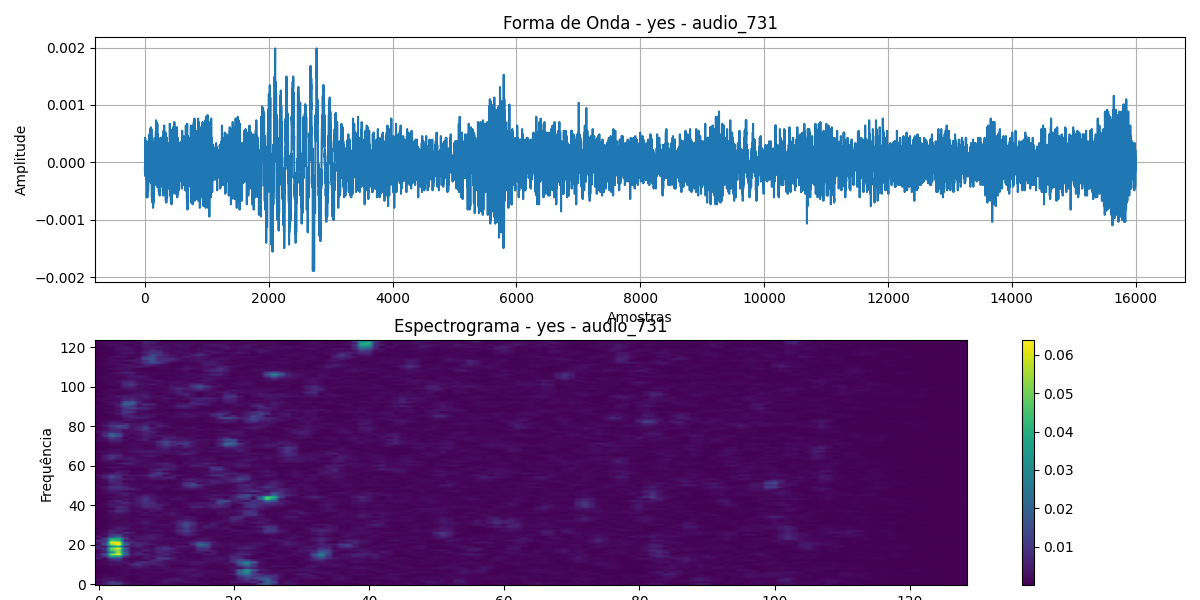 Forma de Onda - yes - audio_731
Amplitude
0.002
0.001
0.000
−0.001
−0.002
0 2000 4000 6000 8000 10000 12000 14000 16000
Amostras
Espectrograma - yes - audio_731
Frequência
120
100
80
60
40
20
0
0 20 40 60 80 100 120
0.06
0.05
0.04
0.03
0.02
0.01